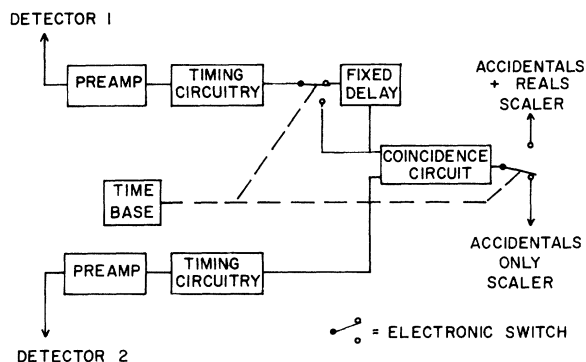 DETECTOR 1
PREAMP
TIMING
CIRCUITRY
FIXED
DELAY
ACCIDENTALS
+ REALS
SCALER
COINCIDENCE
CIRCUIT
TIME
BASE
ACCIDENTALS
ONLY
SCALER
PREAMP
TIMING
CIRCUITRY
= ELECTRONIC SWITCH
DETECTOR 2